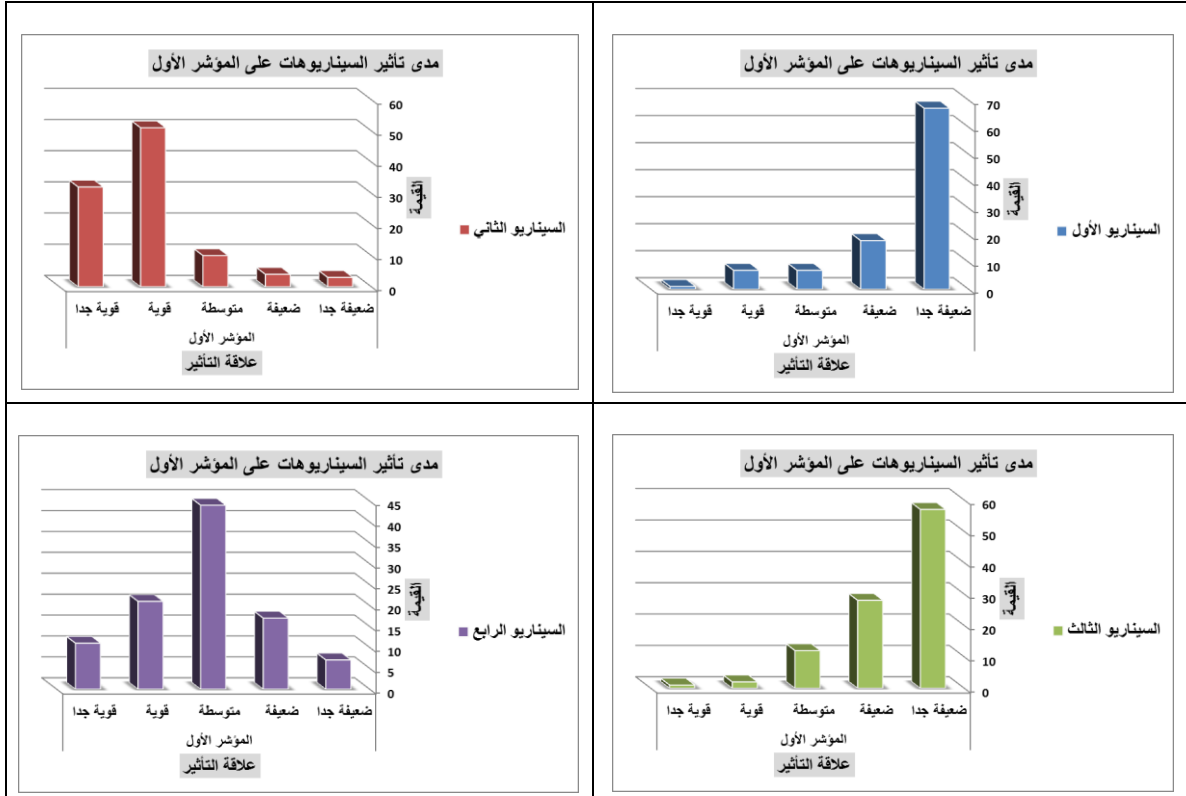 مدى تأثير السيناريوهات على المؤشر الأول
70
60
50
40
30
20
10
0
القيمة
السيناريو الأول
ضعيفة جدا ضعيفة متوسطة قوية قوية جدا
المؤشر الأول
علاقة التأثير
مدى تأثير السيناريوهات على المؤشر الأول
60
50
40
30
20
10
0
القيمة
السيناريو الثاني
ضعيفة جدا ضعيفة متوسطة قوية قوية جدا
المؤشر الأول
علاقة التأثير
مدى تأثير السيناريوهات على المؤشر الأول
60
50
40
30
20
10
0
القيمة
السيناريو الثالث
ضعيفة جدا ضعيفة متوسطة قوية قوية جدا
المؤشر الأول
علاقة التأثير
مدى تأثير السيناريوهات على المؤشر الأول
45
40
35
30
25
20
15
10
5
0
القيمة
السيناريو الرابع
ضعيفة جدا ضعيفة متوسطة قوية قوية جدا
المؤشر الأول
علاقة التأثير